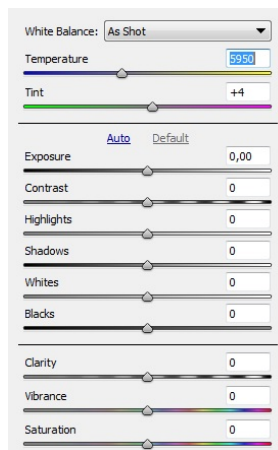 White Balance: As Shot
Temperature 5950
Tint +4
Auto Default
Exposure 0,00
Contrast 0
Highlights 0
Shadows 0
Whites 0
Blacks 0
Clarity 0
Vibrance 0
Saturation 0